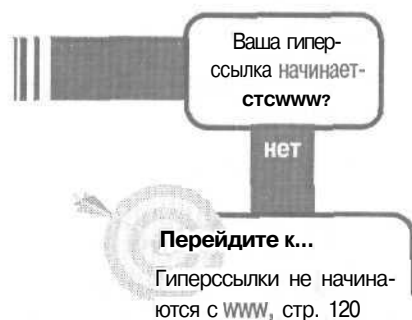 Ваша гипер-
ссылка начинает-
СТСWWW?
нет
Перейдите к...
Гиперссылки не начина-
ются с WWW, стр. 120